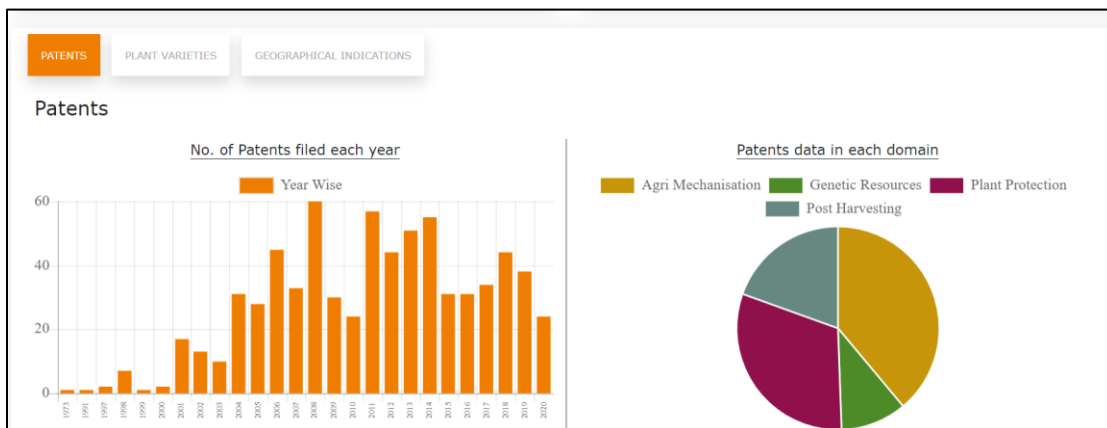 PATENTS PLANT VARIETIES GEOGRAPHICAL INDICATIONS
Patents
No. of Patents filed each year
Year Wise
60
40
20
0
1973 1991 1997 1998 1999 2000 2001 2002 2003 2004 2005 2006 2007 2008 2009 2010 2011 2012 2013 2014 2015 2016 2017 2018 2019 2020
Patents data in each domain
Agri Mechanisation Genetic Resources Plant Protection
Post Harvesting